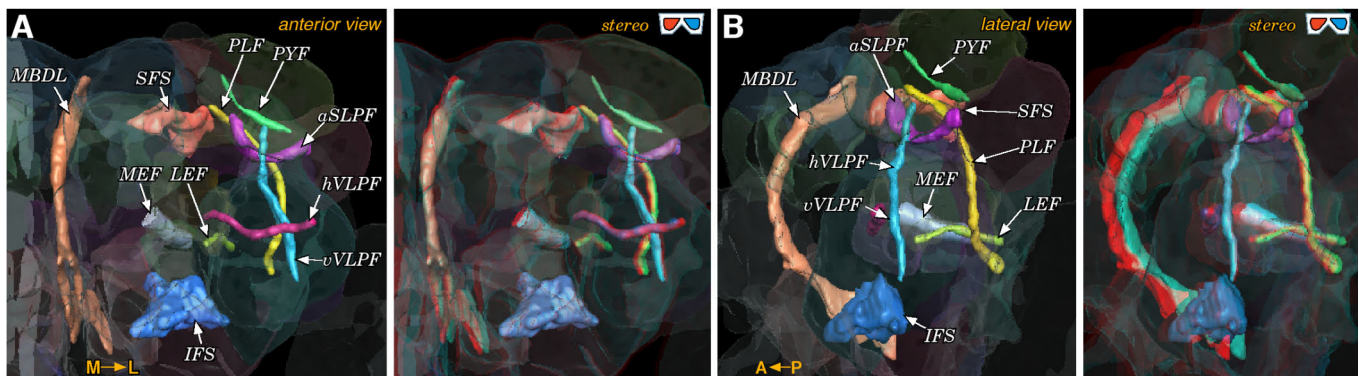 A
anterior view
MBDL
SFS
PLF
PYF
aSLPF
MEF
LEF
hVLPF
vVLPF
IFS
M→L
stereo
B
lateral view
aSLPF
PYF
MBDL
SFS
PLF
hVLPF
MEF
vVLPF
LEF
IFS
A←P
stereo